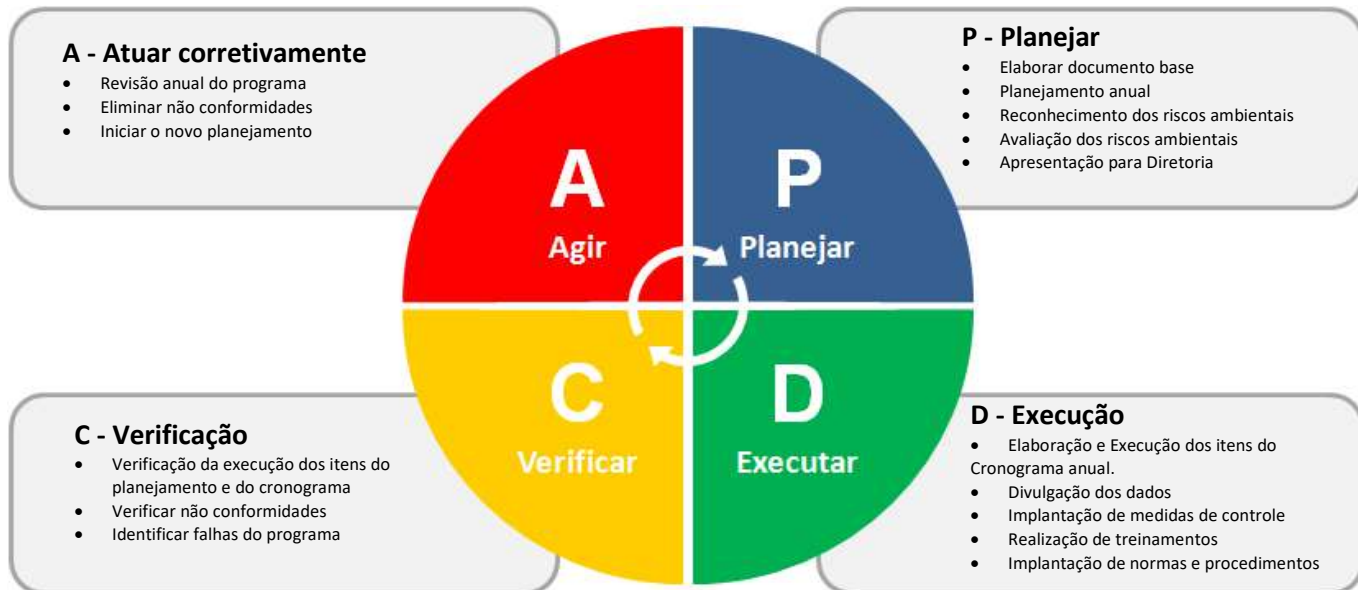 A - Atuar corretivamente
• Revisão anual do programa
• Eliminar não conformidades
• Iniciar o novo planejamento
P - Planejar
• Elaborar documento base
• Planejamento anual
• Reconhecimento dos riscos ambientais
• Avaliação dos riscos ambientais
• Apresentação para Diretoria
A
Agir
P
Planejar
C
Verificar
D
Executar
C - Verificação
• Verificação da execução dos itens do
planejamento e do cronograma
• Verificar não conformidades
• Identificar falhas do programa
D - Execução
• Elaboração e Execução dos itens do
Cronograma anual.
• Divulgação dos dados
• Implantação de medidas de controle
• Realização de treinamentos
• Implantação de normas e procedimentos